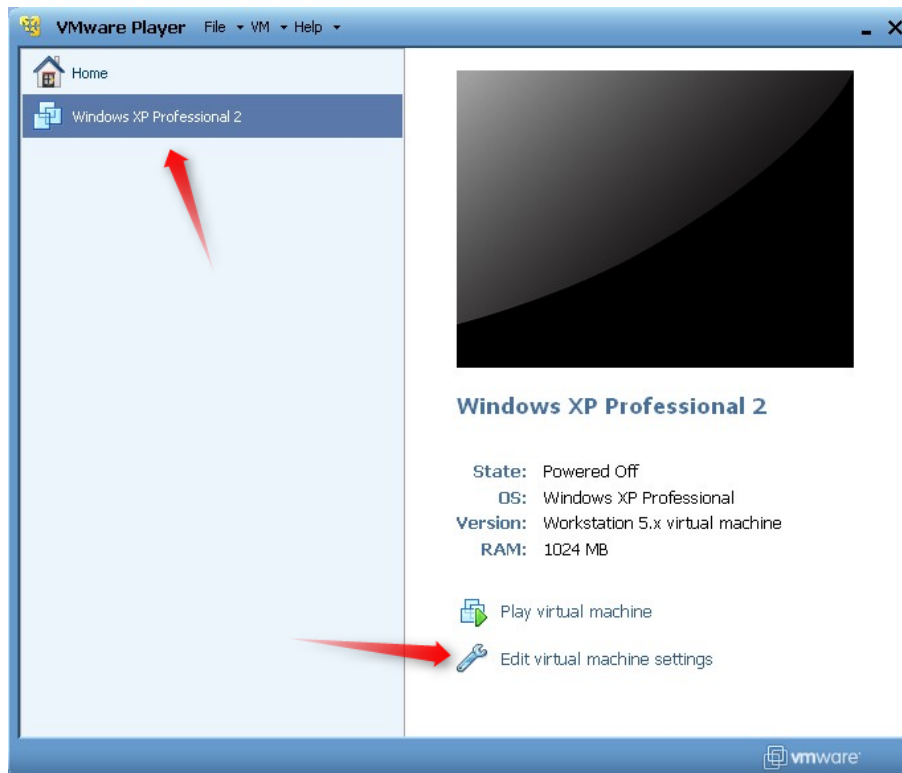 VMware Player File VM Help
Home
Windows XP Professional 2
Windows XP Professional 2
State: Powered Off
OS: Windows XP Professional
Version: Workstation 5.x virtual machine
RAM: 1024 MB
Play virtual machine
Edit virtual machine settings
vmware